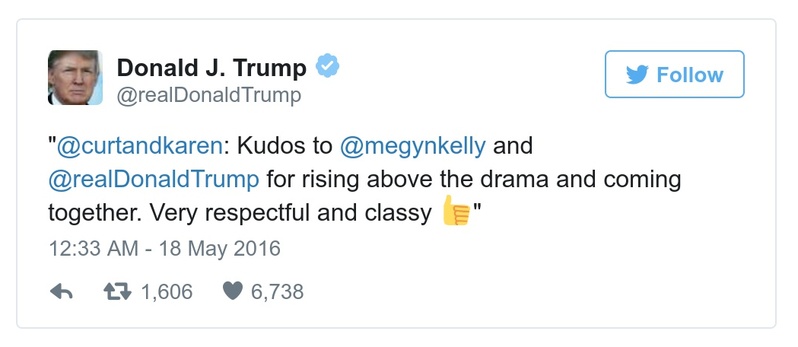 Donald J. Trump
@realDonaldTrump
Follow
"@curtandkaren: Kudos to @megynkelly and
@realDonaldTrump for rising above the drama and coming
together. Very respectful and classy 👍"
12:33 AM - 18 May 2016
1,606 6,738